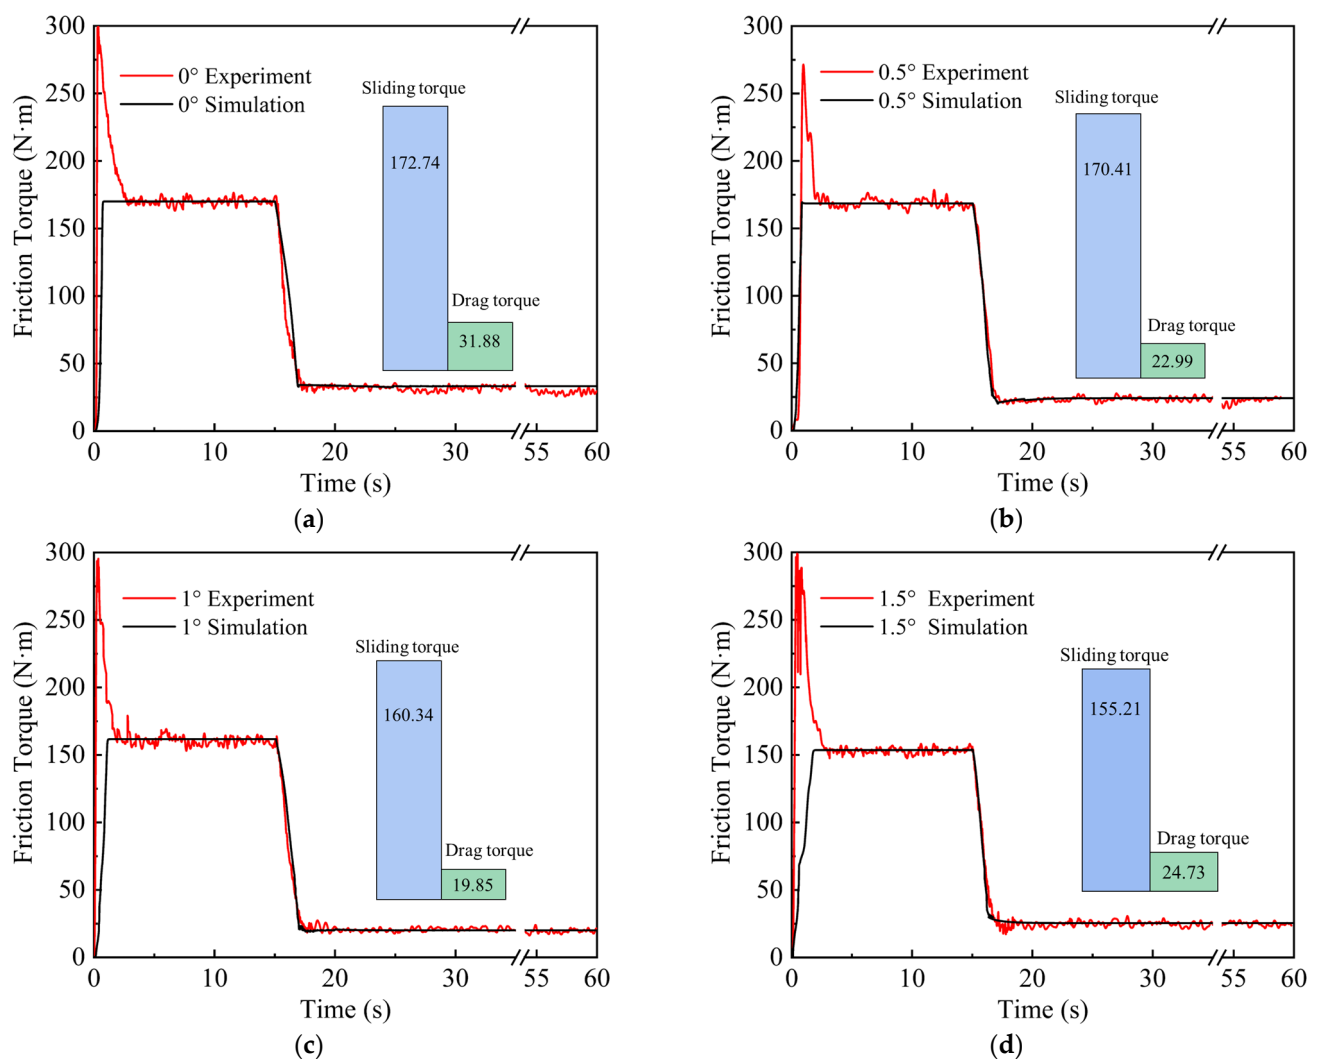 300
250
200
150
100
50
0
Friction Torque (N·m)
0° Experiment
0° Simulation
Sliding torque
172.74
Drag torque
31.88
0 10 20 30 55 60
Time (s)
(a)
300
250
200
150
100
50
0
Friction Torque (N·m)
0.5° Experiment
0.5° Simulation
Sliding torque
170.41
Drag torque
22.99
0 10 20 30 55 60
Time (s)
(b)
300
250
200
150
100
50
0
Friction Torque (N·m)
1° Experiment
1° Simulation
Sliding torque
160.34
Drag torque
19.85
0 10 20 30 55 60
Time (s)
(c)
300
250
200
150
100
50
0
Friction Torque (N·m)
1.5° Experiment
1.5° Simulation
Sliding torque
155.21
Drag torque
24.73
0 10 20 30 55 60
Time (s)
(d)